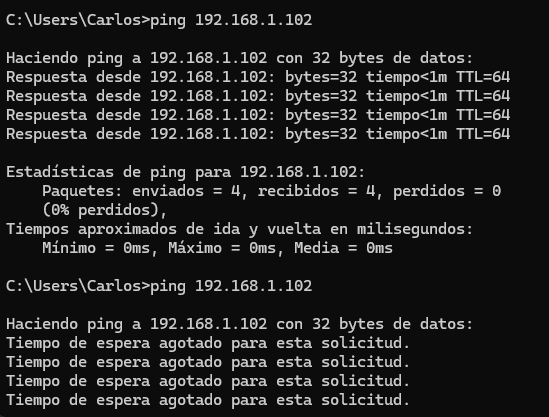 C:\Users\Carlos>ping 192.168.1.102
Haciendo ping a 192.168.1.102 con 32 bytes de datos:
Respuesta desde 192.168.1.102: bytes=32 tiempo<1m TTL=64
Respuesta desde 192.168.1.102: bytes=32 tiempo<1m TTL=64
Respuesta desde 192.168.1.102: bytes=32 tiempo<1m TTL=64
Respuesta desde 192.168.1.102: bytes=32 tiempo<1m TTL=64
Estadísticas de ping para 192.168.1.102:
Paquetes: enviados = 4, recibidos = 4, perdidos = 0
(0% perdidos),
Tiempos aproximados de ida y vuelta en milisegundos:
Mínimo = 0ms, Máximo = 0ms, Media = 0ms
C:\Users\Carlos>ping 192.168.1.102
Haciendo ping a 192.168.1.102 con 32 bytes de datos:
Tiempo de espera agotado para esta solicitud.
Tiempo de espera agotado para esta solicitud.
Tiempo de espera agotado para esta solicitud.
Tiempo de espera agotado para esta solicitud.